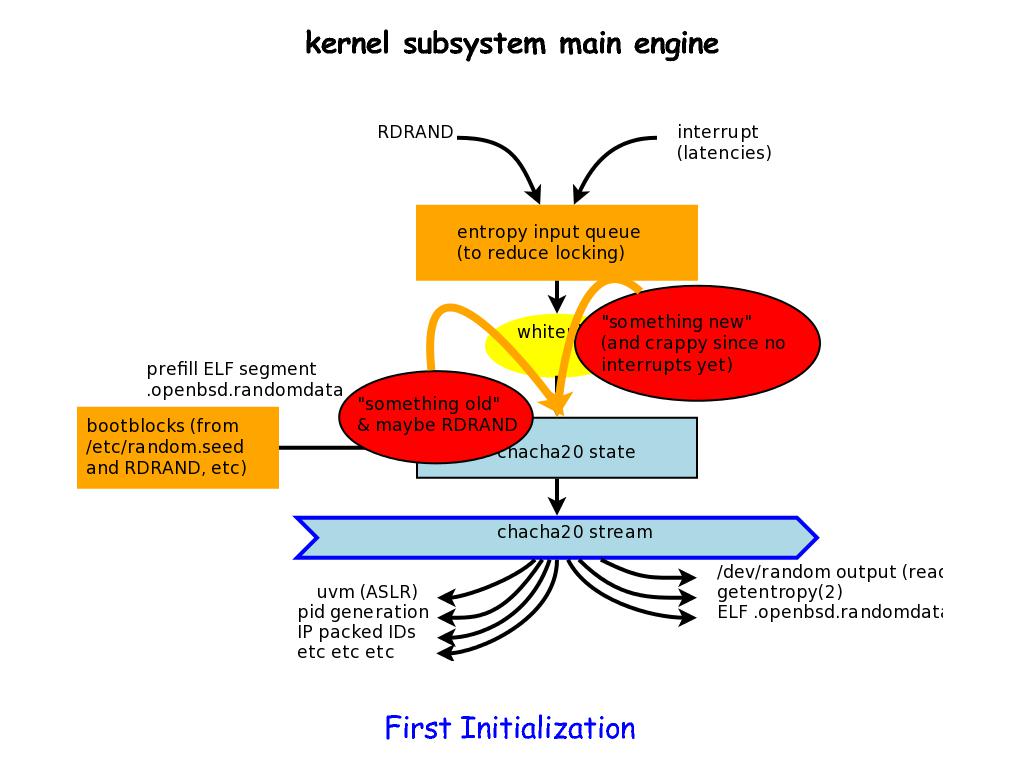 kernel subsystem main engine
RDRAND
interrupt
(latencies)
entropy input queue
(to reduce locking)
"something new"
(and crappy since no
interrupts yet)
prefill ELF segment
.openbsd.randomdata
"something old"
& maybe RDRAND
bootblocks (from
/etc/random.seed
and RDRAND, etc)
chacha20 state
chacha20 stream
uvm (ASLR)
pid generation
IP packed IDs
etc etc etc
/dev/random output
getentropy(2)
ELF .openbsd.randomdata
First Initialization